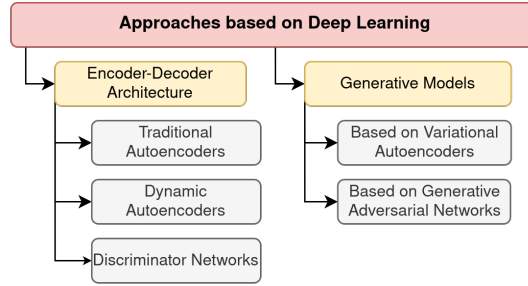 Approaches based on Deep Learning
Encoder-Decoder
Architecture
Traditional
Autoencoders
Dynamic
Autoencoders
Discriminator Networks
Generative Models
Based on Variational
Autoencoders
Based on Generative
Adversarial Networks